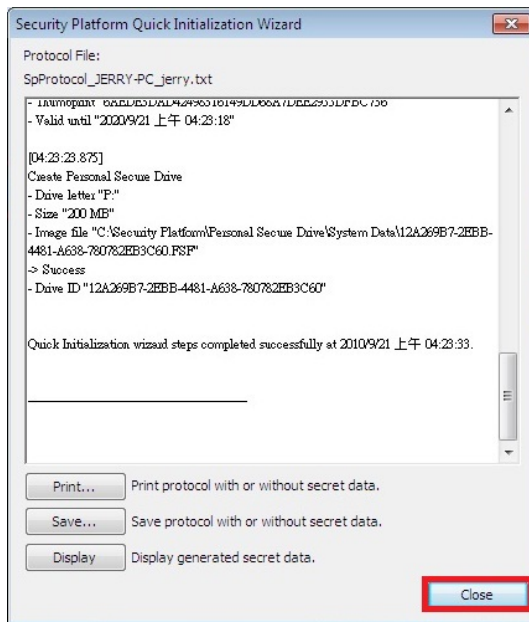 Security Platform Quick Initialization Wizard
Protocol File:
SpProtocol_JERRY-PC_jerry.txt
- Valid until "2020/9/21 上午 04:23:18"
[04:23:23.875]
Create Personal Secure Drive
- Drive letter "P:"
- Size "200 MB"
- Image file "C:\Security Platform\Personal Secure Drive\System Data\12A269B7-2EBB-
4481-A638-780782EB3C60.FSF"
-> Success
- Drive ID "12A269B7-2EBB-4481-A638-780782EB3C60"
Quick Initialization wizard steps completed successfully at 2010/9/21 上午 04:23:33.
Print... Print protocol with or without secret data.
Save... Save protocol with or without secret data.
Display Display generated secret data.
Close